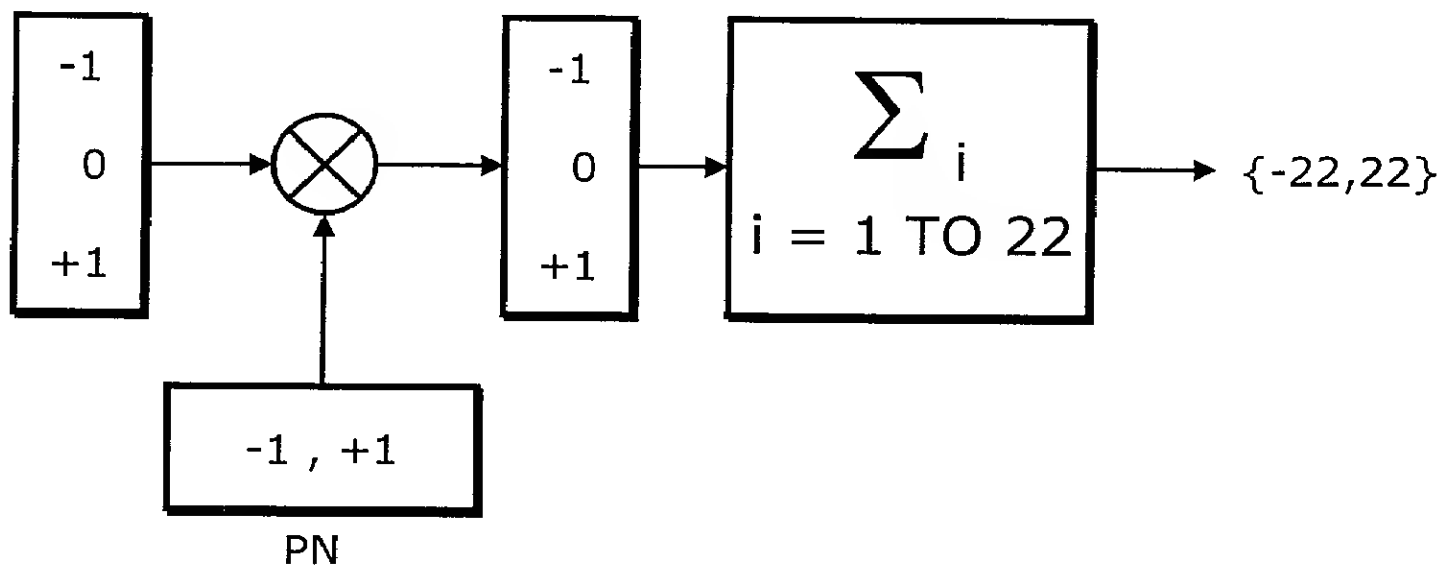 -1
0
+1
-1
0
+1
Σ i
i = 1 TO 22
{-22,22}
-1 , +1
PN